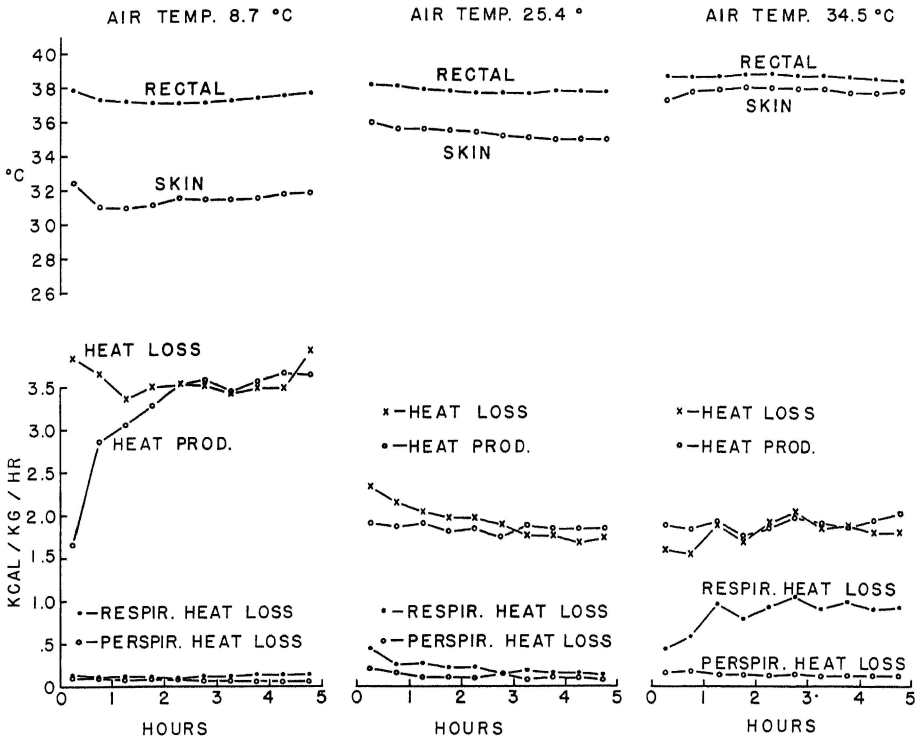 AIR TEMP. 8.7 °C
AIR TEMP. 25.4 °
AIR TEMP. 34.5 °C
40
38
36
34
°C
32
30
28
26
RECTAL
SKIN
RECTAL
SKIN
RECTAL
SKIN
KCAL / KG / HR
3.5
3.0
2.5
2.0
1.5
1.0
.5
0
HEAT LOSS
HEAT PROD.
RESPIR. HEAT LOSS
PERSPIR. HEAT LOSS
0 1 2 3 4 5
HOURS
x-HEAT LOSS
o-HEAT PROD.
RESPIR. HEAT LOSS
PERSPIR. HEAT LOSS
0 1 2 3 4 5
HOURS
x-HEAT LOSS
o-HEAT PROD.
RESPIR. HEAT LOSS
PERSPIR. HEAT LOSS
0 1 2 3 4 5
HOURS